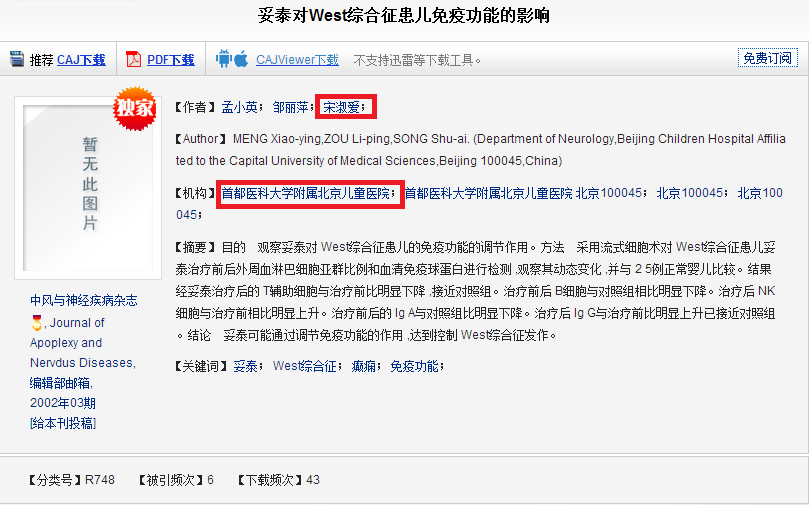 妥泰对West综合征患儿免疫功能的影响
推荐 CAJ下载
PDF下载
CAJViewer下载
不支持迅雷等下载工具。
免费订阅
独家
暂无此图片
中风与神经疾病杂志
, Journal of
Apoplexy and
Nervdus Diseases,
编辑部邮箱,
2002年03期
[给本刊投稿]
【作者】 孟小英； 邹丽萍； 宋淑爱；
【Author】 MENG Xiao-ying,ZOU Li-ping,SONG Shu-ai. (Department of Neurology,Beijing Children Hospital Affilia
ted to the Capital University of Medical Sciences,Beijing 100045,China)
【机构】 首都医科大学附属北京儿童医院； 首都医科大学附属北京儿童医院 北京100045； 北京100045； 北京100
045；
【摘要】 目的 观察妥泰对 West综合征患儿的免疫功能的调节作用。方法 采用流式细胞术对 West综合征患儿妥
泰治疗前后外周血淋巴细胞亚群比例和血清免疫球蛋白进行检测 ,观察其动态变化 ,并与 2 5例正常婴儿比较。结果
经妥泰治疗后的 T辅助细胞与治疗前比明显下降 ,接近对照组。治疗前后 B细胞与对照组相比明显下降。治疗后 NK
细胞与治疗前相比明显上升。治疗前后的 Ig A与对照组比明显下降。治疗后 Ig G与治疗前比明显上升已接近对照组
。结论 妥泰可能通过调节免疫功能的作用 ,达到控制 West综合征发作。
【关键词】 妥泰； West综合征； 癫痫； 免疫功能；
【分类号】R748 【被引频次】6 【下载频次】43